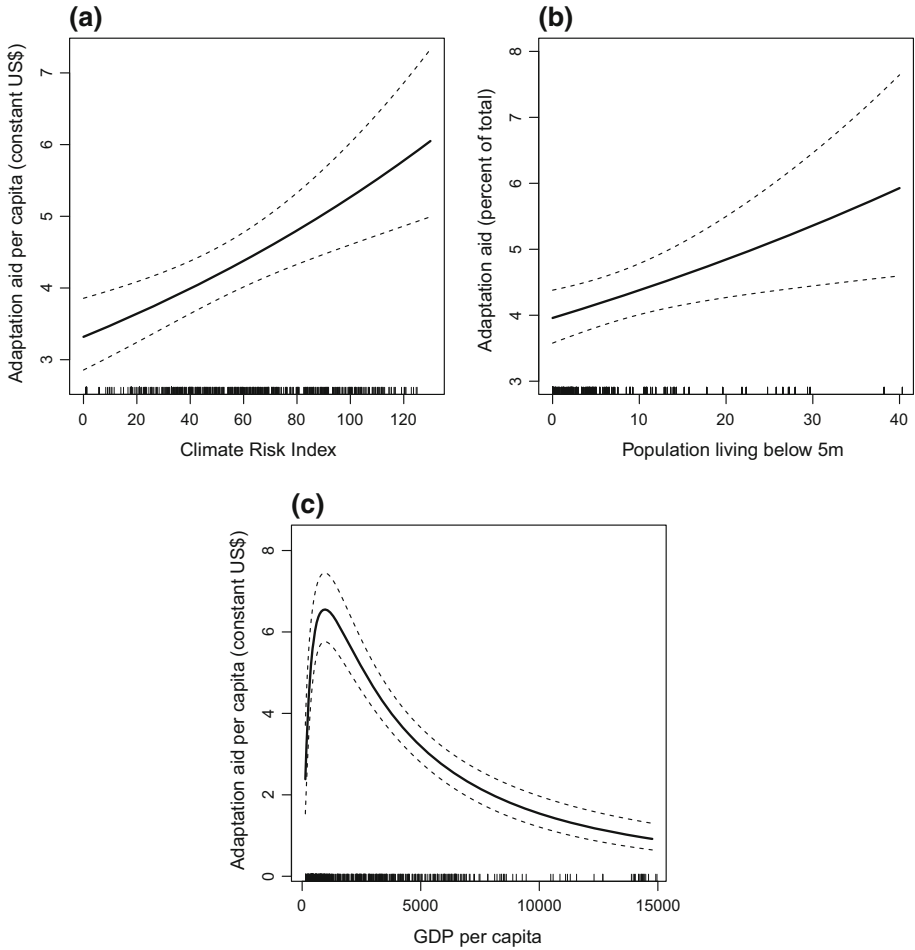 (a)
Adaptation aid per capita (constant US$)
7
6
5
4
3
0 20 40 60 80 100 120
Climate Risk Index
(b)
Adaptation aid (percent of total)
8
7
6
5
4
3
0 10 20 30 40
Population living below 5m
(c)
Adaptation aid per capita (constant US$)
8
6
4
2
0
0 5000 10000 15000
GDP per capita